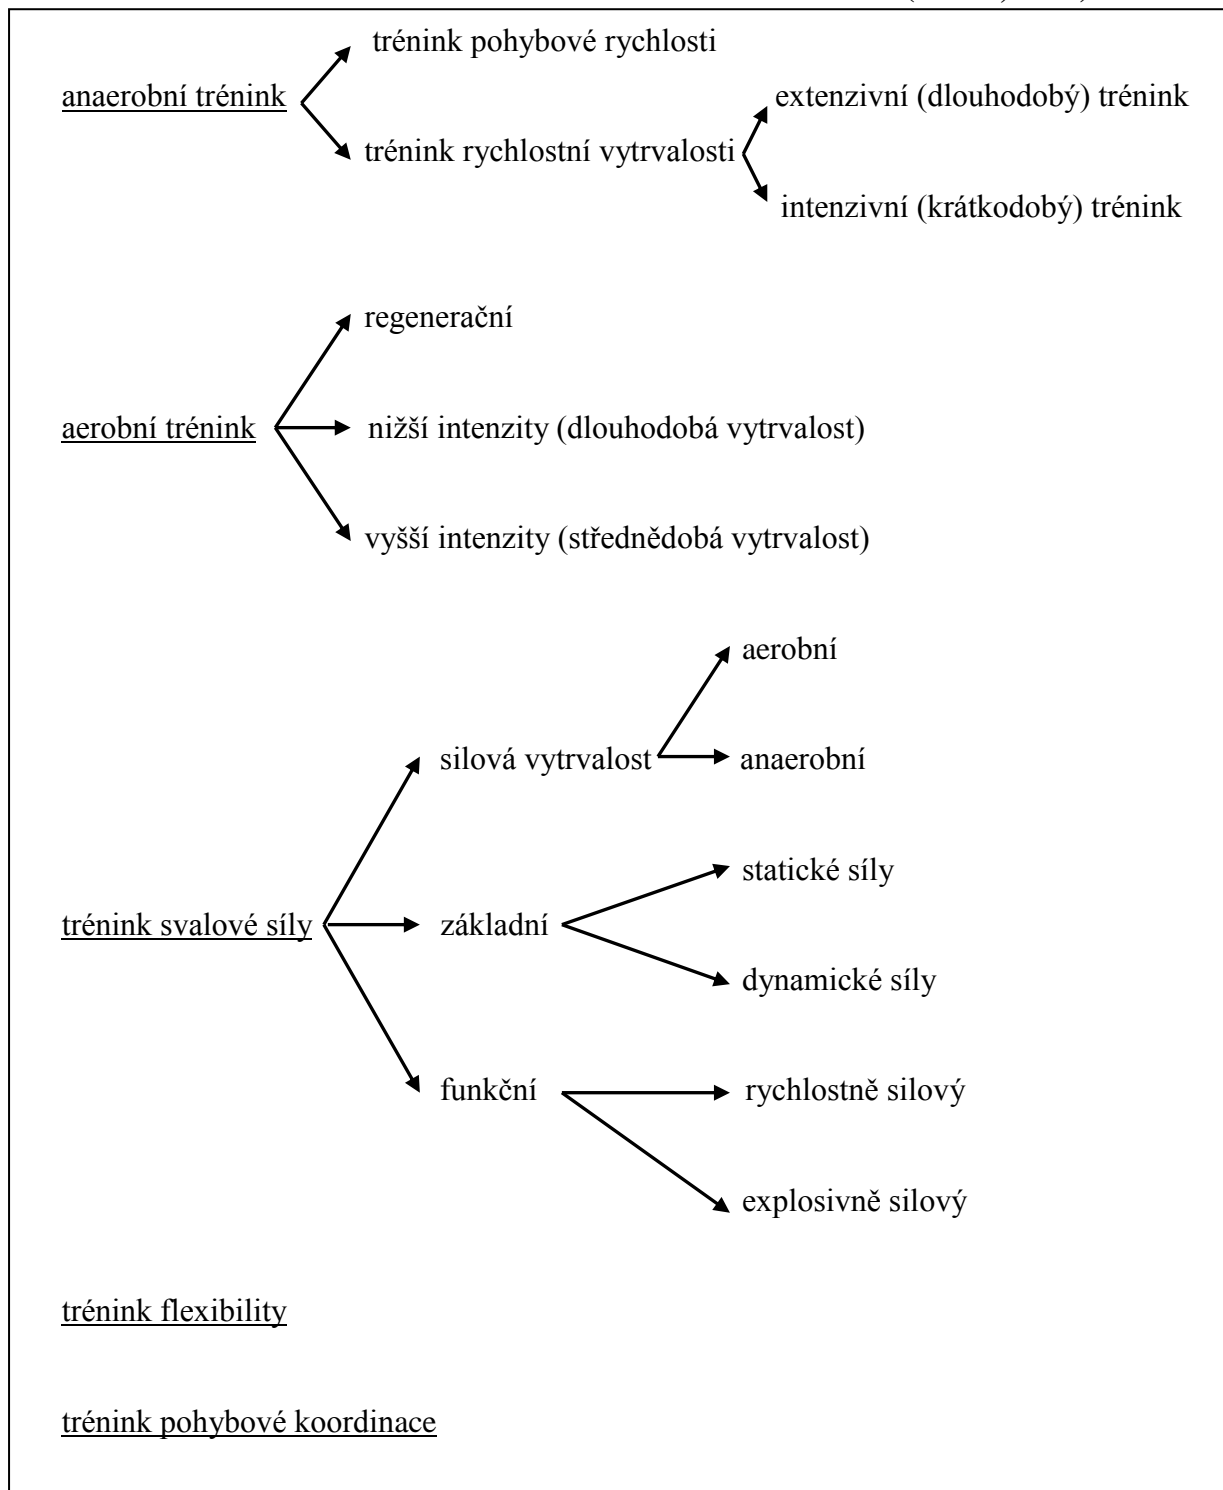 trénink pohybové rychlosti
anaerobní trénink
extenzivní (dlouhodobý) trénink
trénink rychlostní vytrvalosti
intenzivní (krátkodobý) trénink
regenerační
aerobní trénink
nižší intenzity (dlouhodobá vytrvalost)
vyšší intenzity (střednědobá vytrvalost)
aerobní
silová vytrvalost
anaerobní
statické síly
trénink svalové síly
základní
dynamické síly
funkční
rychlostně silový
explosivně silový
trénink flexibility
trénink pohybové koordinace